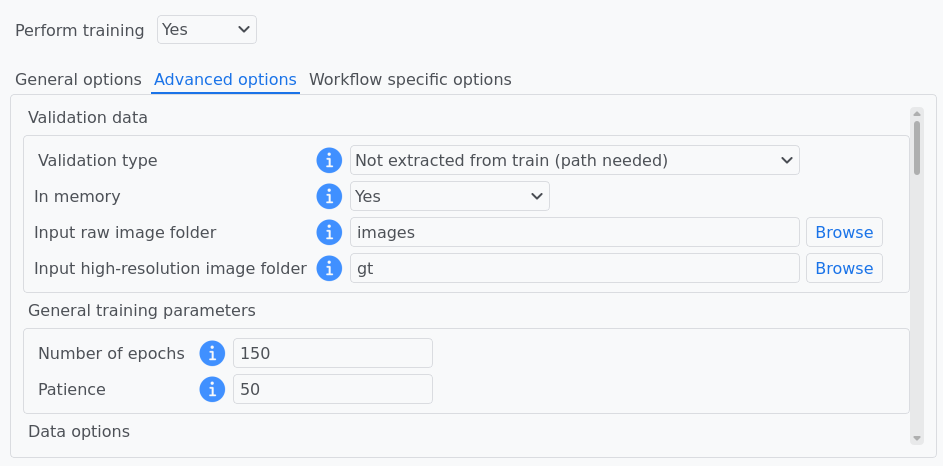 Perform training Yes
General options Advanced options Workflow specific options
Validation data
Validation type i Not extracted from train (path needed)
In memory i Yes
Input raw image folder i images Browse
Input high-resolution image folder i gt Browse
General training parameters
Number of epochs i 150
Patience i 50
Data options